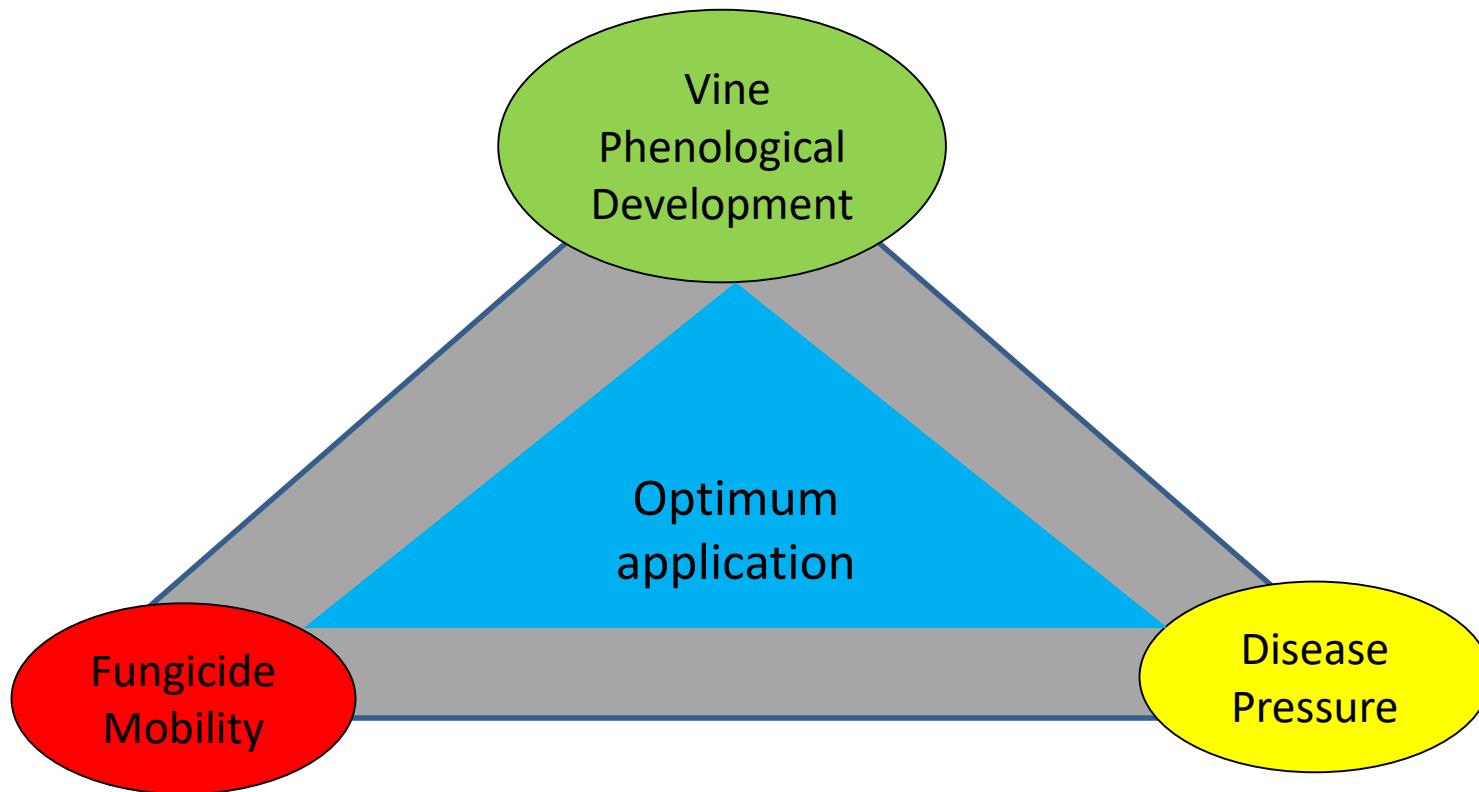 Vine
Phenological
Development
Optimum
application
Fungicide
Mobility
Disease
Pressure